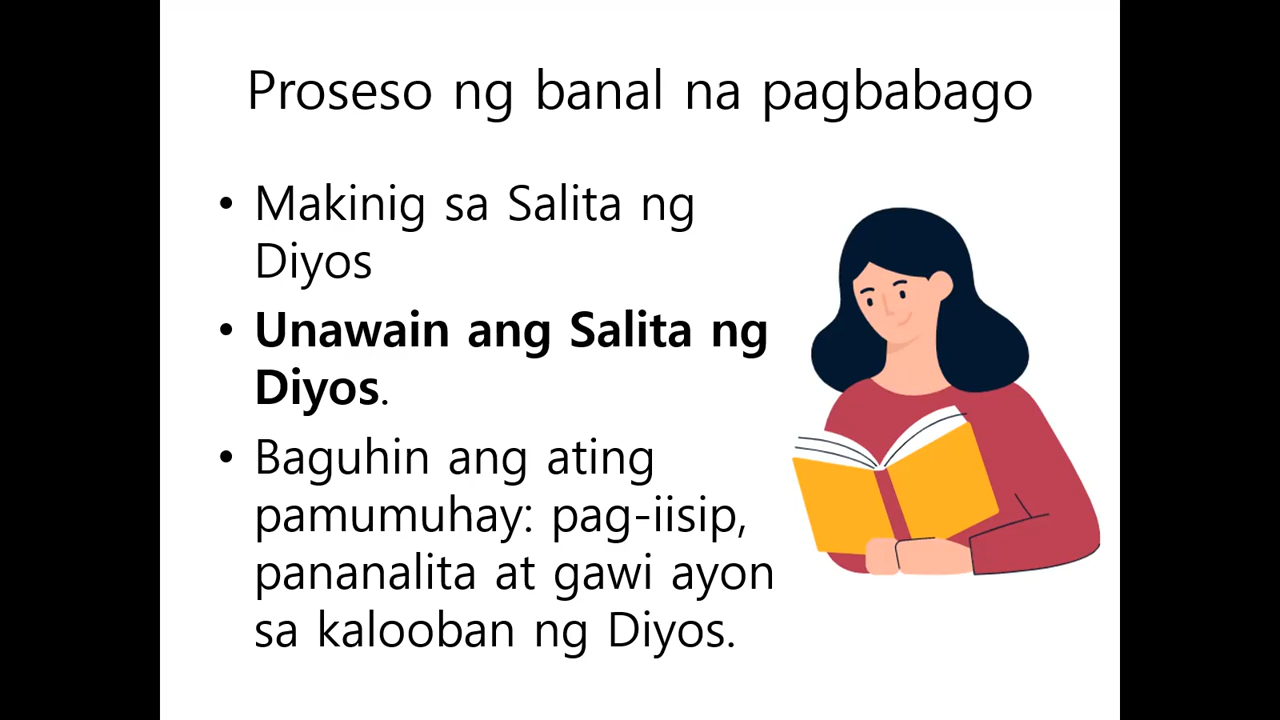 Proseso ng banal na pagbabago
• Makinig sa Salita ng
Diyos
• Unawain ang Salita ng
Diyos.
• Baguhin ang ating
pamumuhay: pag-iisip,
pananalita at gawi ayon
sa kalooban ng Diyos.